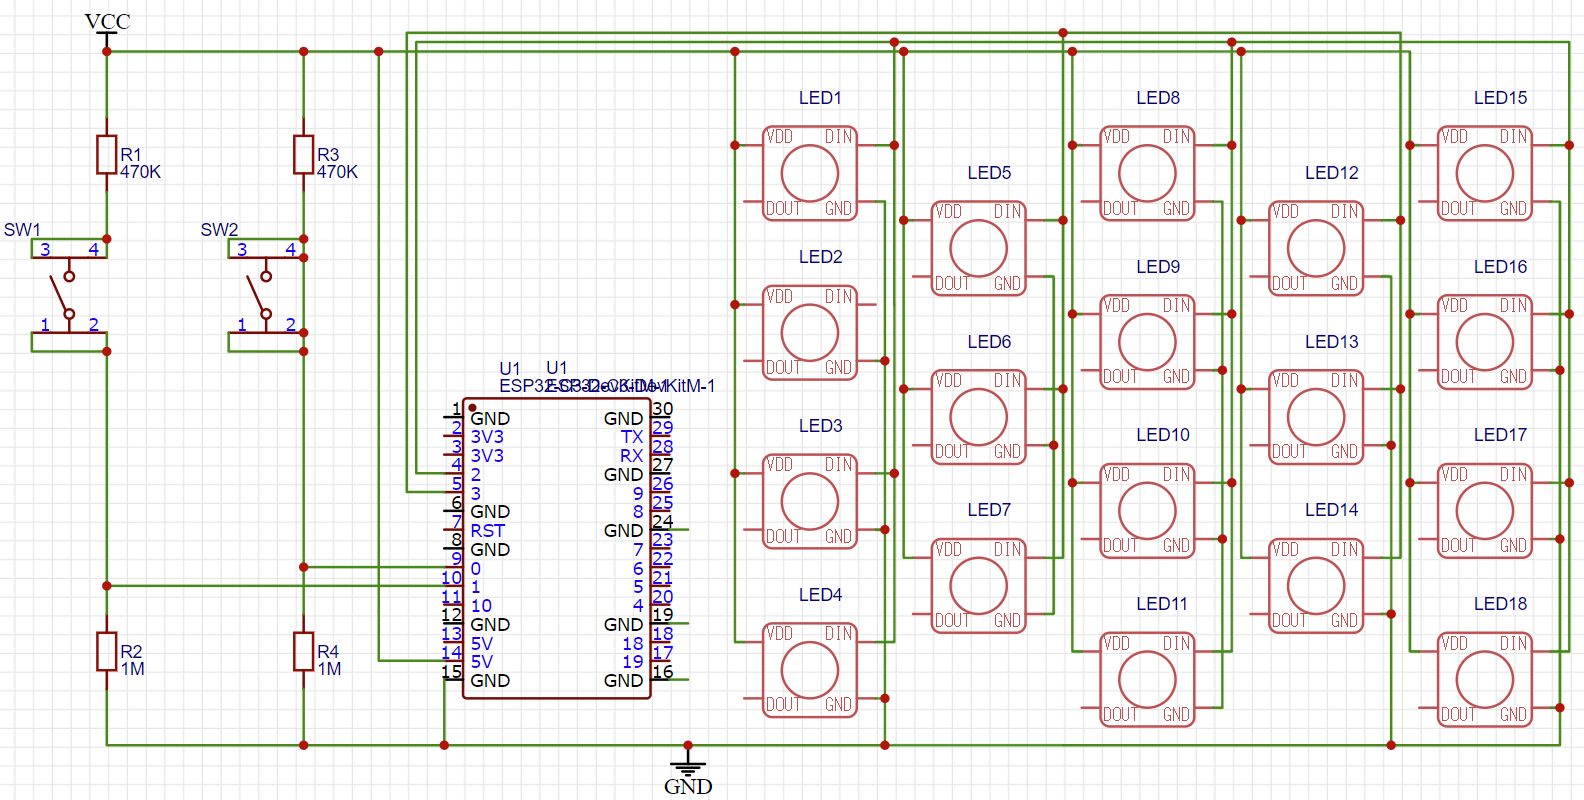 VCC
R1
470K
R3
470K
SW1
3 4
1 2
SW2
3 4
1 2
R2
1M
R4
1M
U1
U1
ESP32-C3-DevKitM-1
ESP32-C3-DevKitM-1
1 GND GND 30
2 3V3 TX 29
3 3V3 RX 28
4 2 GND 27
5 3 9 26
6 GND 8 25
7 RST GND 24
8 GND 7 23
9 0 6 22
10 1 5 21
11 10 4 20
12 GND GND 19
13 5V 18 18
14 5V 19 17
15 GND GND 16
GND
LED1
VDD DIN
DOUT GND
LED2
VDD DIN
DOUT GND
LED3
VDD DIN
DOUT GND
LED4
VDD DIN
DOUT GND
LED5
VDD DIN
DOUT GND
LED6
VDD DIN
DOUT GND
LED7
VDD DIN
DOUT GND
LED8
VDD DIN
DOUT GND
LED9
VDD DIN
DOUT GND
LED10
VDD DIN
DOUT GND
LED11
VDD DIN
DOUT GND
LED12
VDD DIN
DOUT GND
LED13
VDD DIN
DOUT GND
LED14
VDD DIN
DOUT GND
LED15
VDD DIN
DOUT GND
LED16
VDD DIN
DOUT GND
LED17
VDD DIN
DOUT GND
LED18
VDD DIN
DOUT GND